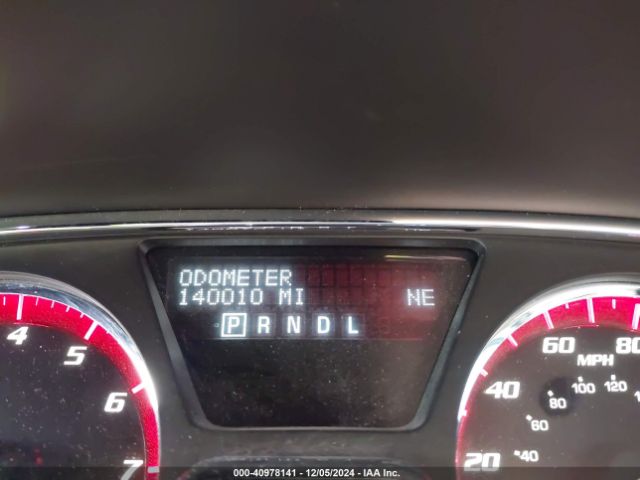 ODOMETER
140010 MI NE
P R N D L
4 5 6 7
20 40 60 80
MPH
40 60 80 100 120
00-40978141 - 12/05/2024 - IAA Inc.